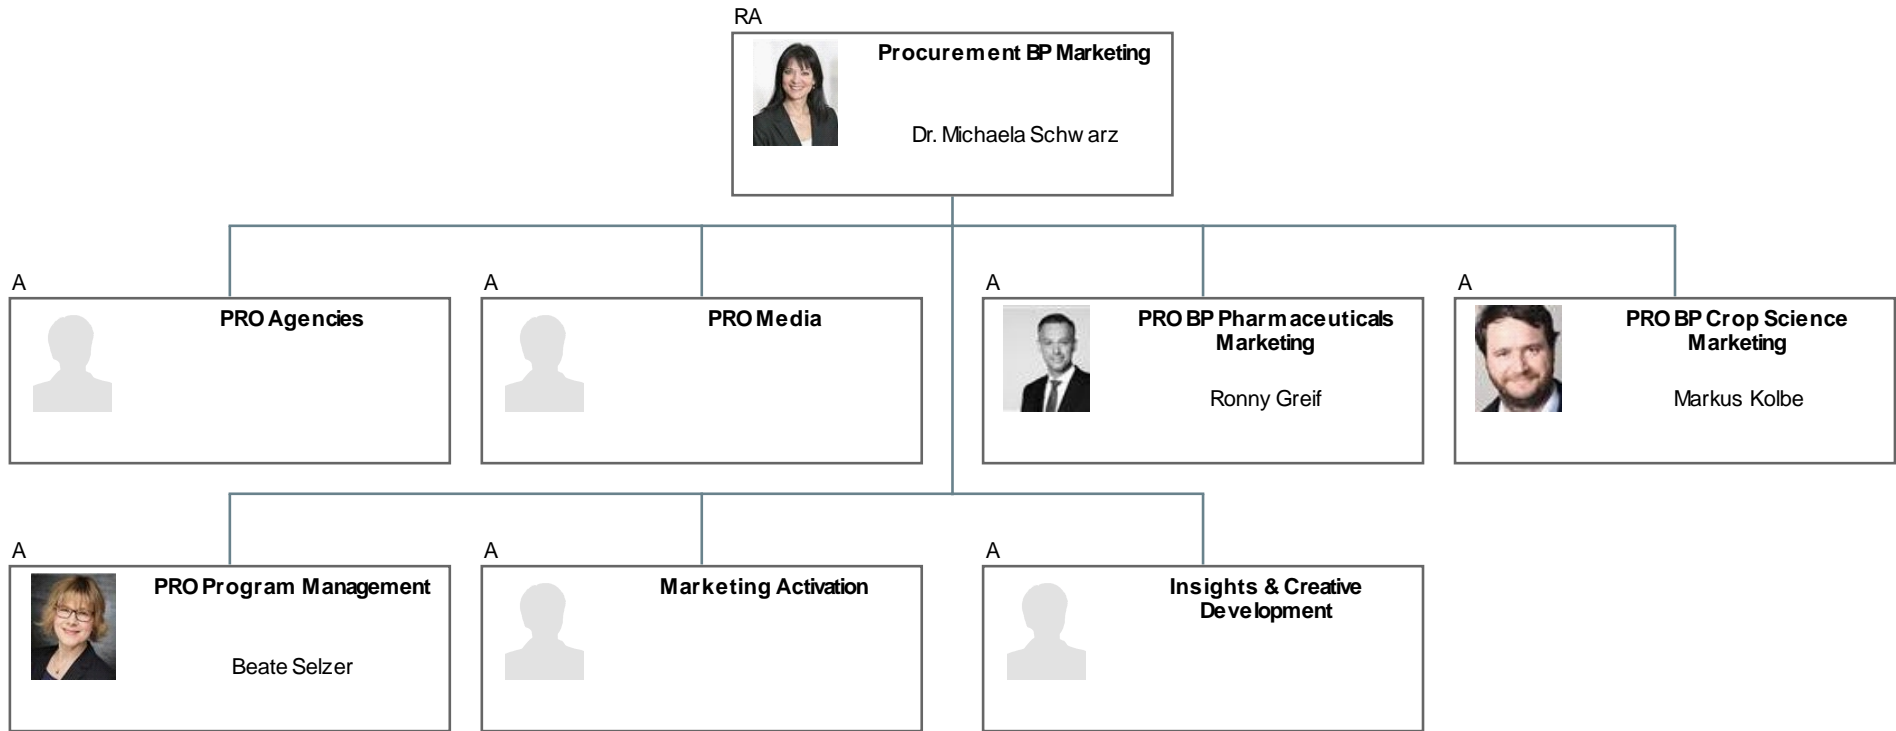 RA
Procurement BP Marketing
Dr. Michaela Schwarz
A
PRO Agencies
A
PRO Media
A
PRO BP Pharmaceuticals
Marketing
Ronny Greif
A
PRO BP Crop Science
Marketing
Markus Kolbe
A
PRO Program Management
Beate Selzer
A
Marketing Activation
A
Insights & Creative
Development